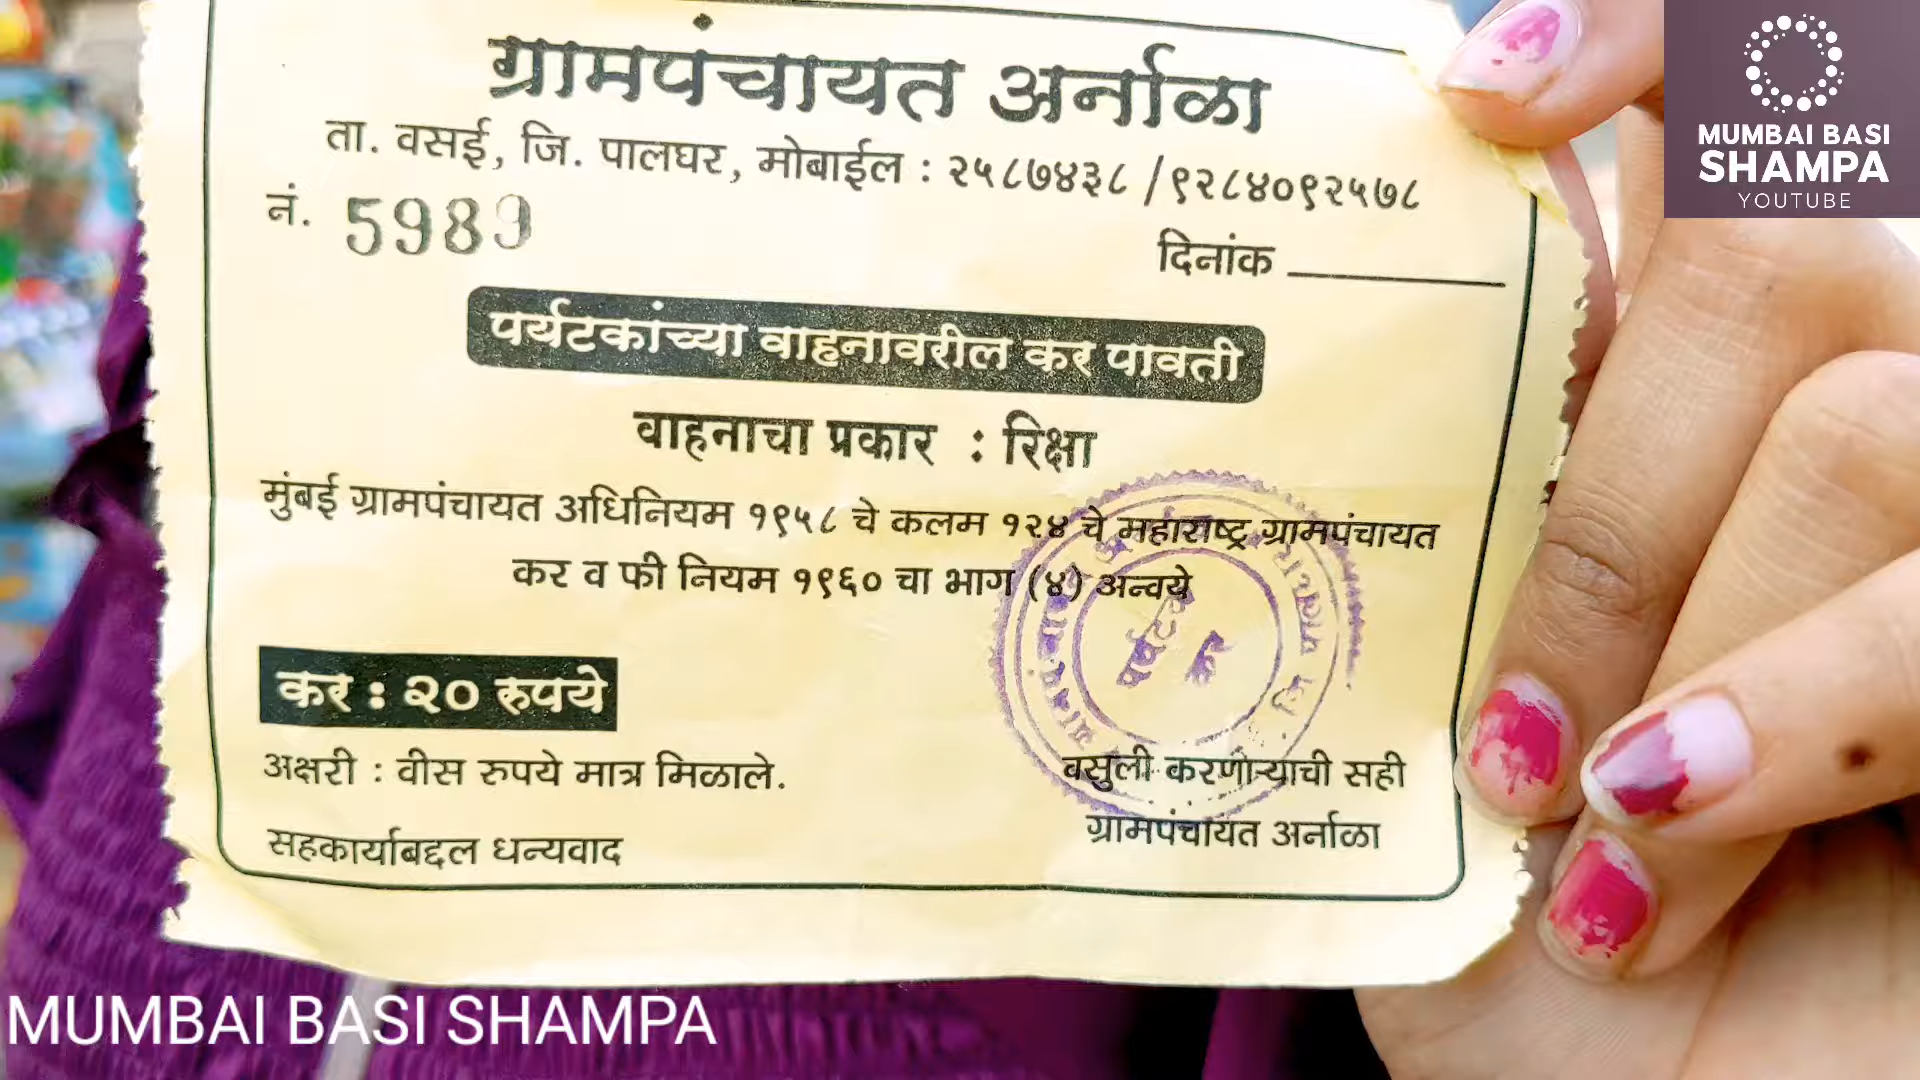 ग्रामपंचायत अर्नाळा
ता. वसई, जि. पालघर, मोबाईल : २५८७४३८ /९२८४०९२५७८
नं. 5989
दिनांक
पर्यटकांच्या वाहनावरील कर पावती
वाहनाचा प्रकार : रिक्षा
मुंबई ग्रामपंचायत अधिनियम १९५८ चे कलम १२४ चे महाराष्ट्र ग्रामपंचायत
कर व फी नियम १९६० चा भाग (४) अन्वये
कर : २० रुपये
अक्षरी : वीस रुपये मात्र मिळाले.
सहकार्याबद्दल धन्यवाद
कर
वसुली करणाऱ्याची सही
ग्रामपंचायत अर्नाळा
MUMBAI BASI
SHAMPA
YOUTUBE
MUMBAI BASI SHAMPA